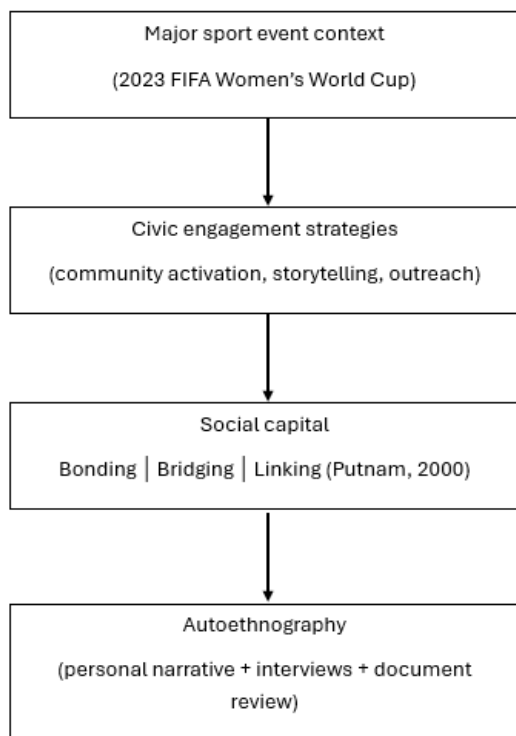 Major sport event context
(2023 FIFA Women's World Cup)
Civic engagement strategies
(community activation, storytelling, outreach)
Social capital
Bonding | Bridging | Linking (Putnam, 2000)
Autoethnography
(personal narrative + interviews + document
review)